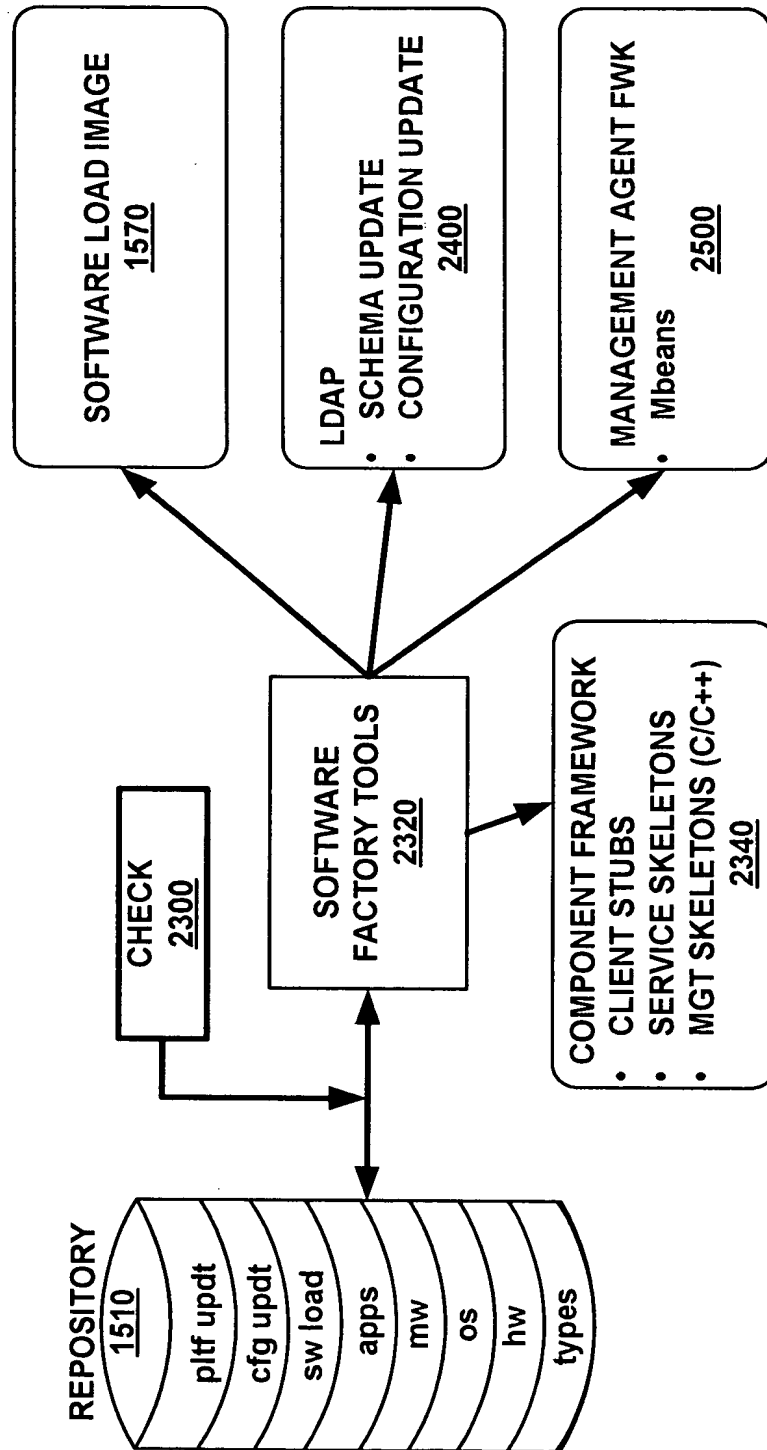 REPOSITORY
1510
pltf updt
cfg updt
sw load
apps
mw
os
hw
types
CHECK
2300
SOFTWARE
FACTORY TOOLS
2320
COMPONENT FRAMEWORK
• CLIENT STUBS
• SERVICE SKELETONS
• MGT SKELETONS (C/C++)
2340
SOFTWARE LOAD IMAGE
1570
LDAP
• SCHEMA UPDATE
• CONFIGURATION UPDATE
2400
MANAGEMENT AGENT FWK
• Mbeans
2500